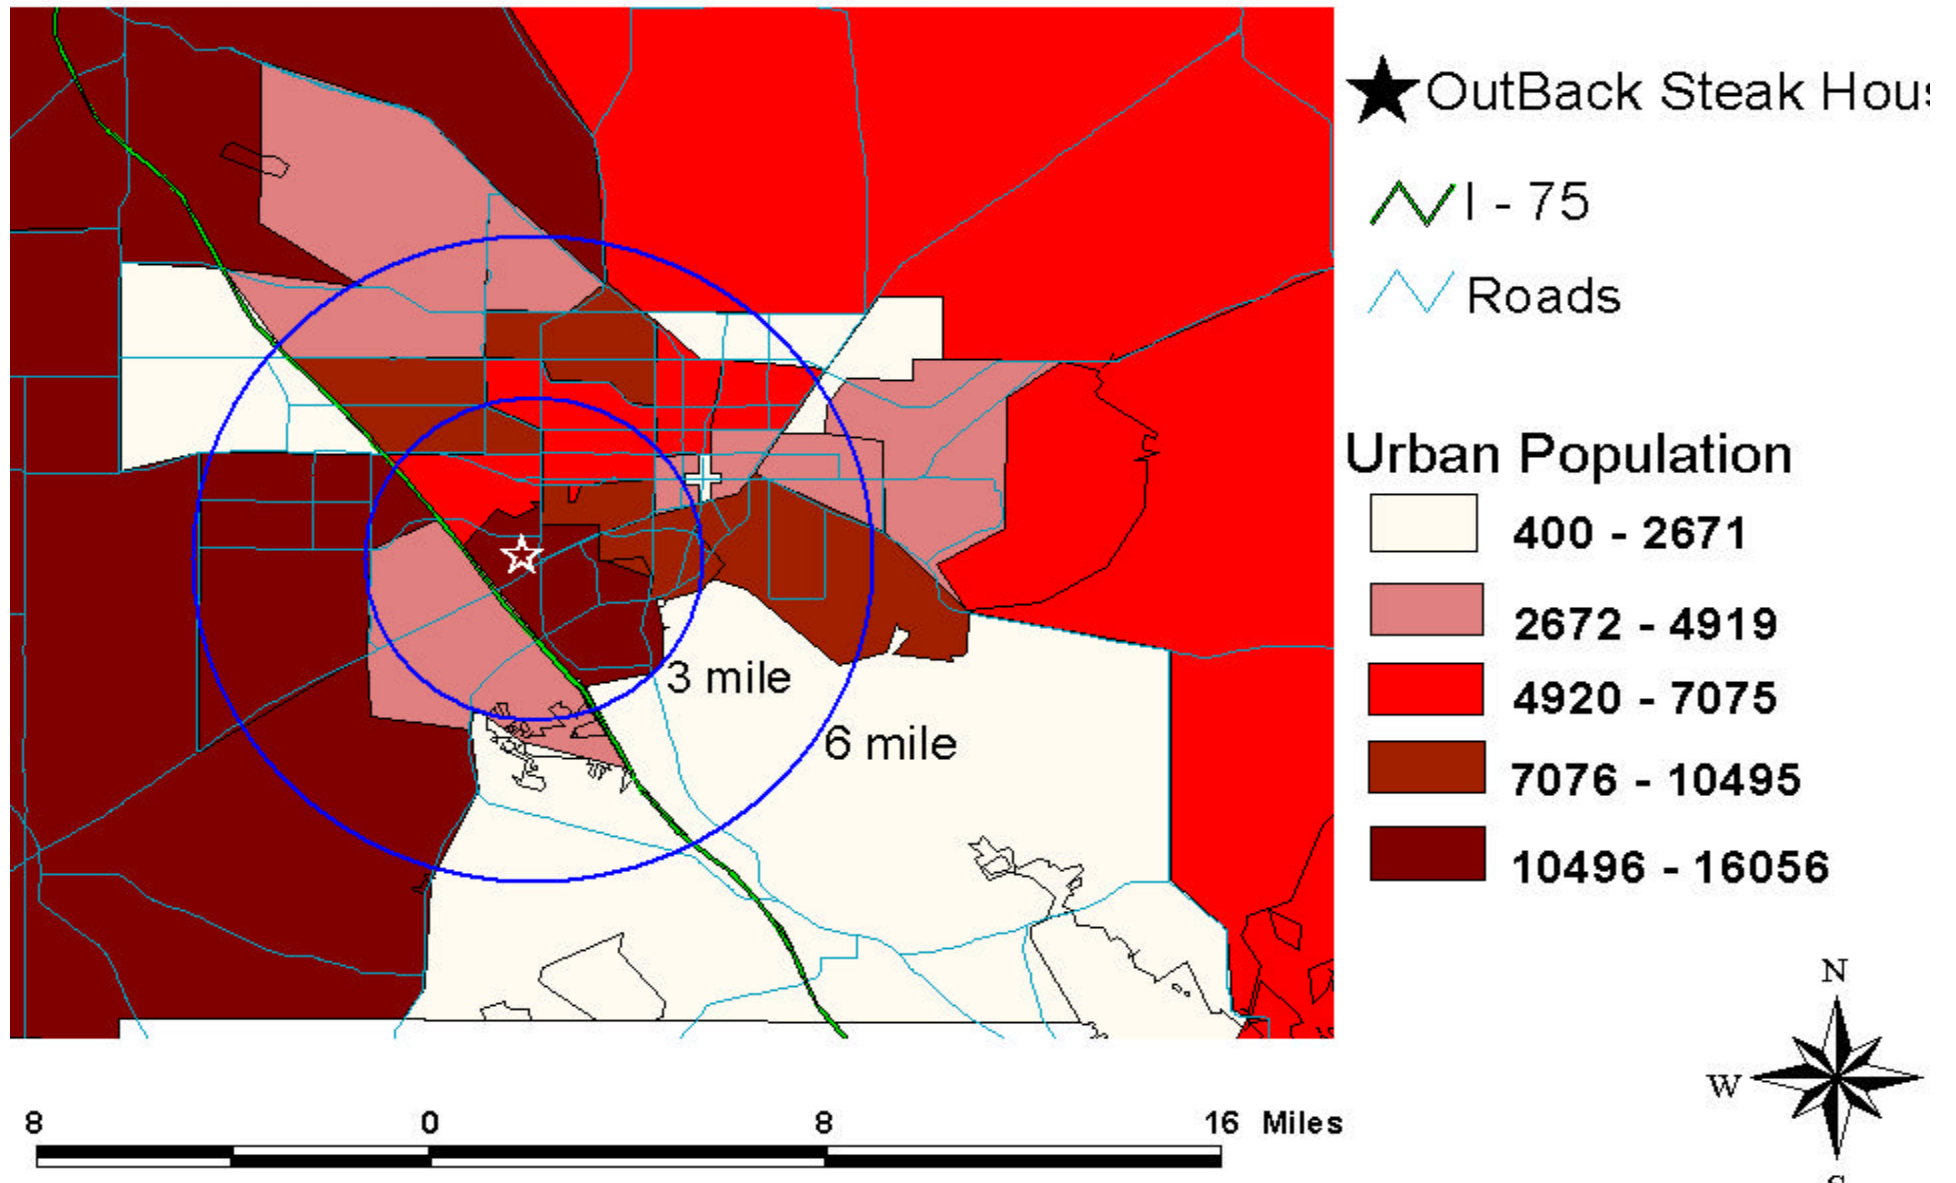 OutBack Steak Hou
I - 75
Roads
Urban Population
400 - 2671
2672 - 4919
4920 - 7075
7076 - 10495
10496 - 16056
3 mile
6 mile
N
W
S
8 0 8 16 Miles